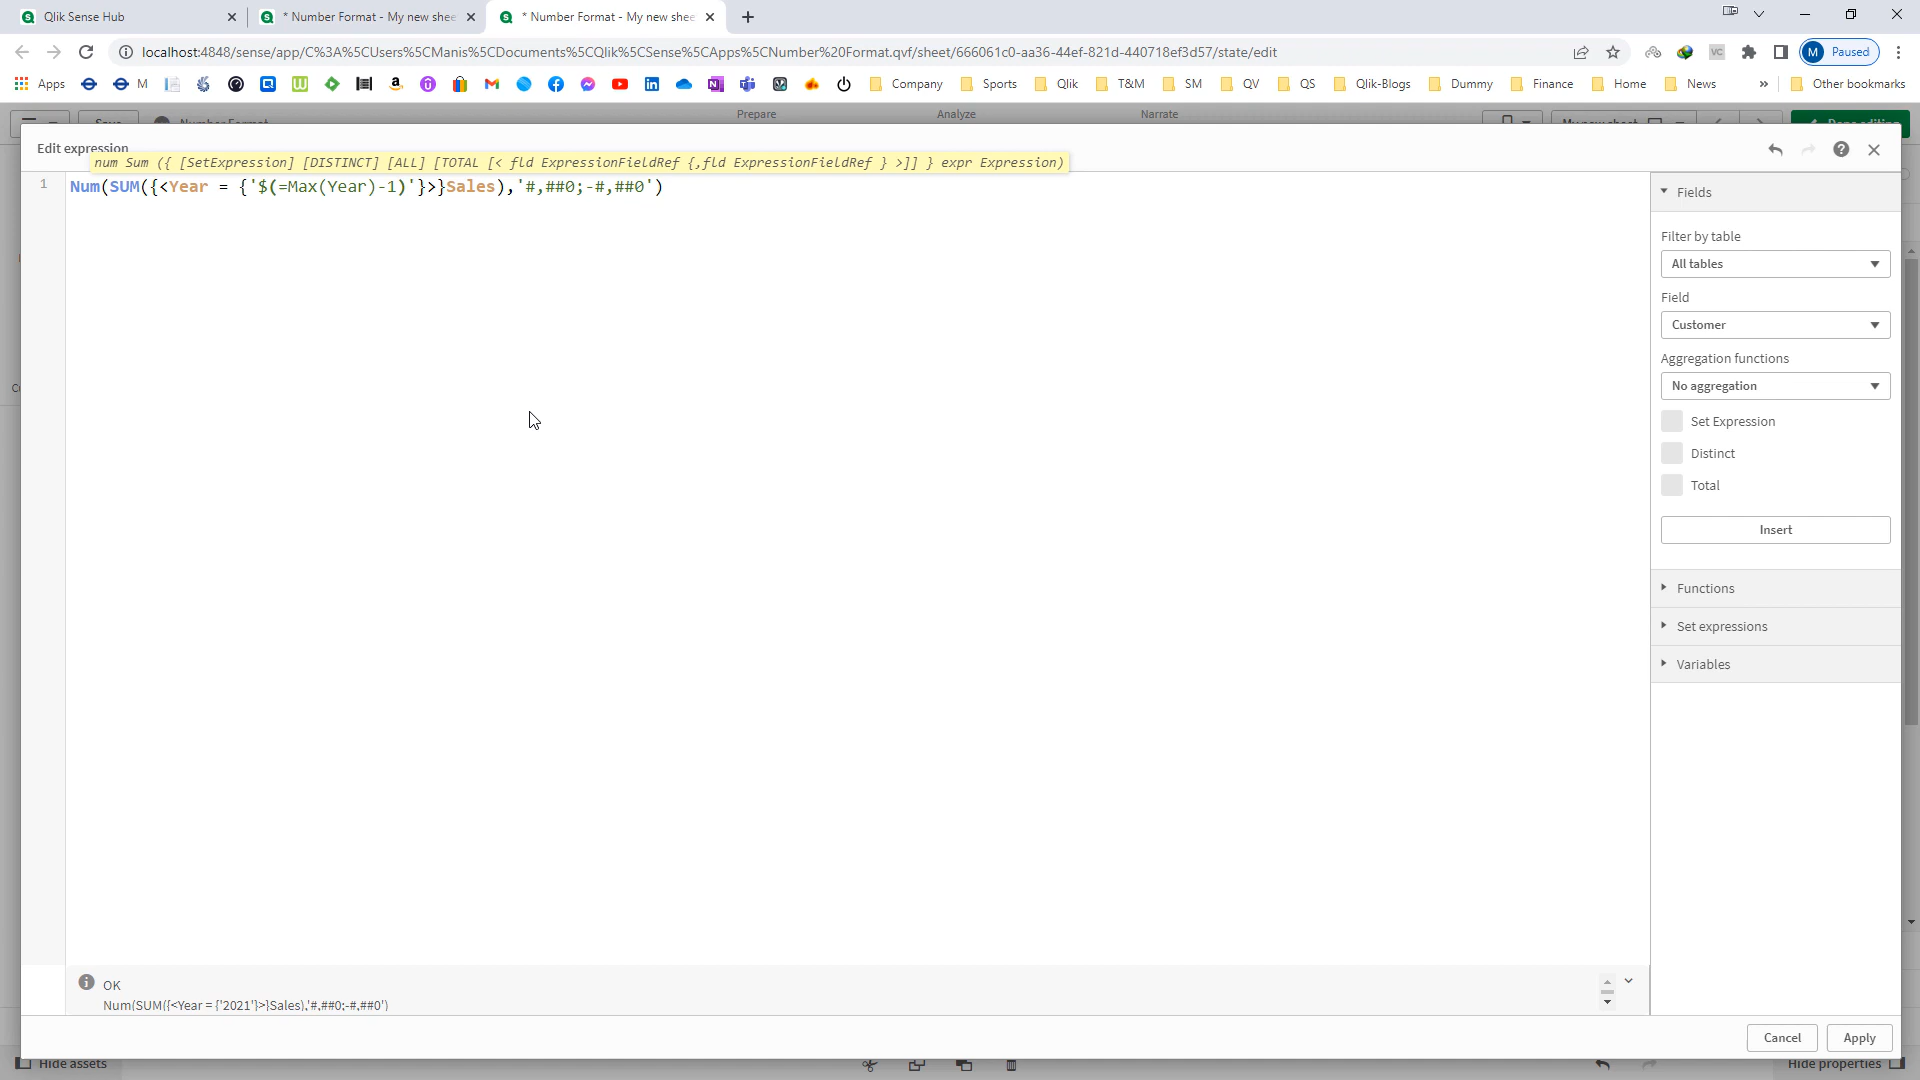 Qlik Sense Hub
* Number Format - My new shee
* Number Format - My new shee
localhost:4848/sense/app/C%3A%5CUsers%5CManis%5CDocuments%5CQlik%5CSense%5CApps%5CNumber%20Format.qvf/sheet/666061c0-aa36-44ef-821d-440718ef3d57/state/edit
M Paused
Apps
M
Company
Sports
Qlik
T&M
SM
QV
QS
Qlik-Blogs
Dummy
Finance
Home
News
»
Other bookmarks
Prepare
Analyze
Narrate
Edit expression
num Sum ({ [SetExpression] [DISTINCT] [ALL] [TOTAL [< fld ExpressionFieldRef {,fld ExpressionFieldRef } >]] } expr Expression)
1
Num(SUM({<Year = {'$(=Max(Year)-1)'}>}Sales),'#,##0;-#,##0')
Fields
Filter by table
All tables
Field
Customer
Aggregation functions
No aggregation
Set Expression
Distinct
Total
Insert
Functions
Set expressions
Variables
OK
Num(SUM({<Year = {'2021'}>}Sales),'#,##0;-#,##0')
Cancel
Apply
Hide assets
Hide properties